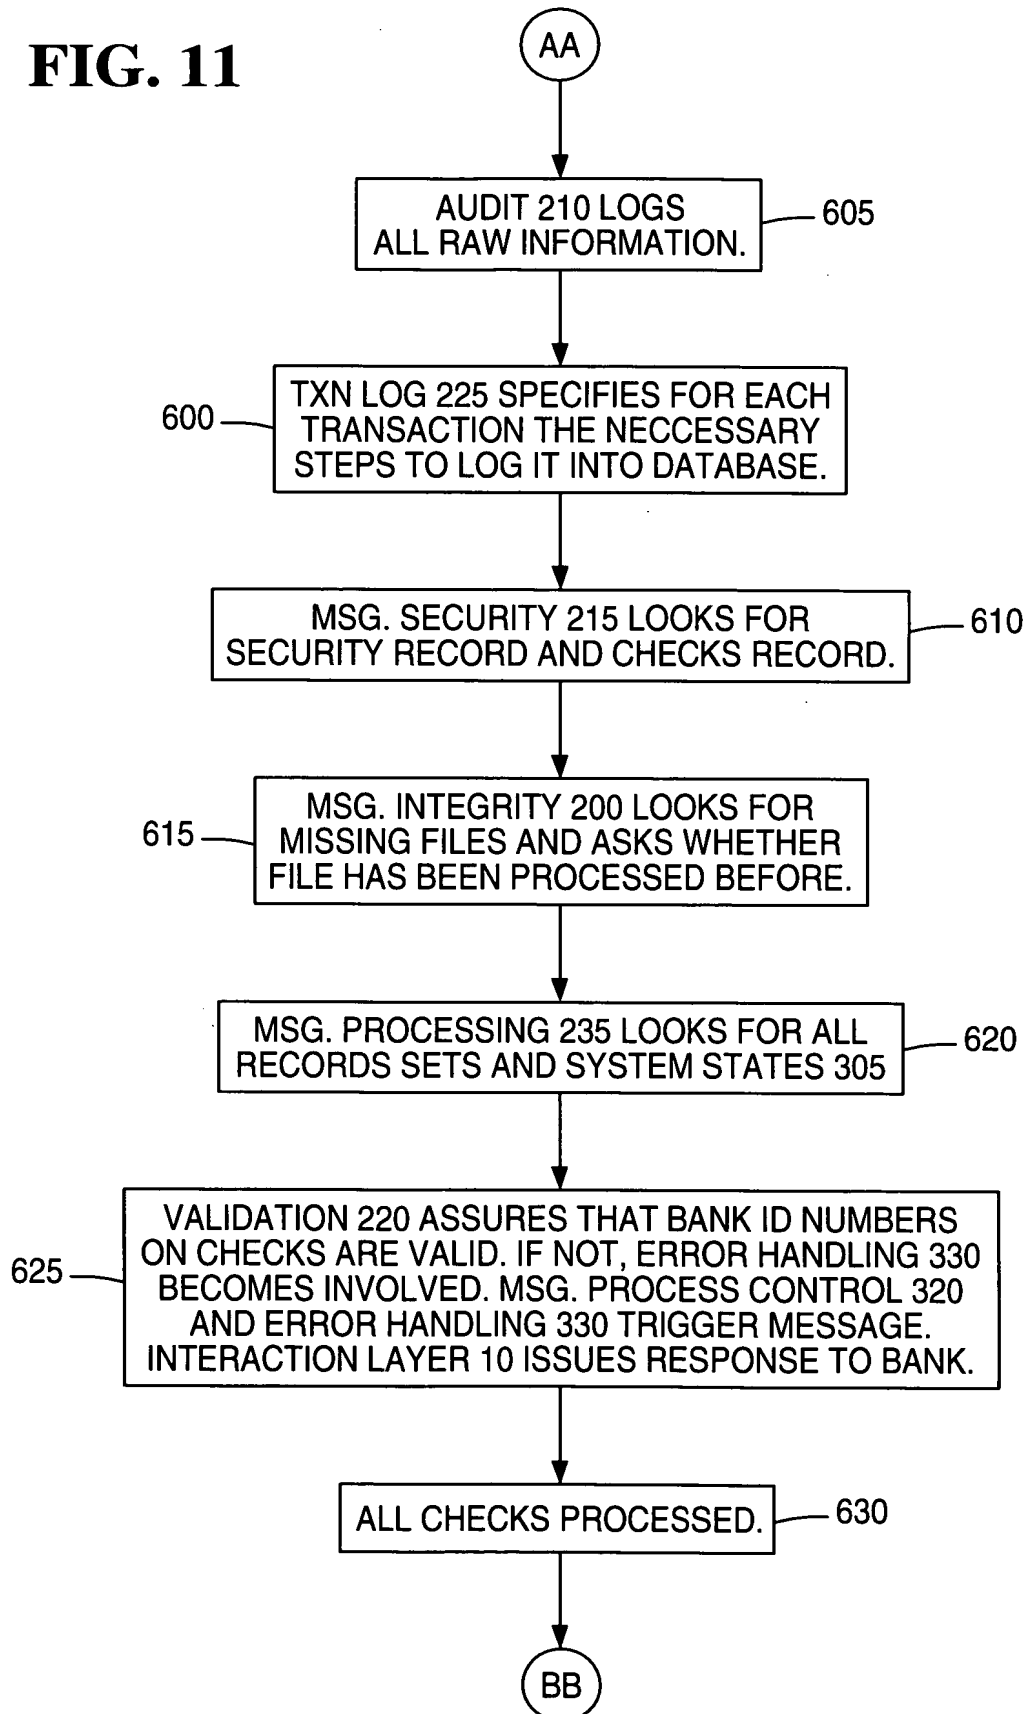 FIG. 11
AA
AUDIT 210 LOGS
ALL RAW INFORMATION.
605
TXN LOG 225 SPECIFIES FOR EACH
TRANSACTION THE NECCESSARY
STEPS TO LOG IT INTO DATABASE.
600
MSG. SECURITY 215 LOOKS FOR
SECURITY RECORD AND CHECKS RECORD.
610
MSG. INTEGRITY 200 LOOKS FOR
MISSING FILES AND ASKS WHETHER
FILE HAS BEEN PROCESSED BEFORE.
615
MSG. PROCESSING 235 LOOKS FOR ALL
RECORDS SETS AND SYSTEM STATES 305
620
VALIDATION 220 ASSURES THAT BANK ID NUMBERS
ON CHECKS ARE VALID. IF NOT, ERROR HANDLING 330
BECOMES INVOLVED. MSG. PROCESS CONTROL 320
AND ERROR HANDLING 330 TRIGGER MESSAGE.
INTERACTION LAYER 10 ISSUES RESPONSE TO BANK.
625
ALL CHECKS PROCESSED.
630
BB